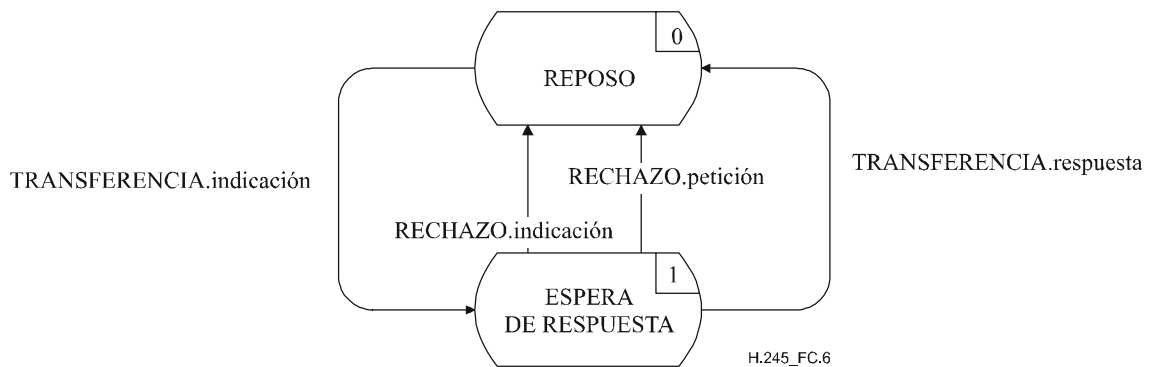 0
REPOSO
TRANSFERENCIA.indicación
RECHAZO.petición
TRANSFERENCIA.respuesta
RECHAZO.indicación
1
ESPERA
DE RESPUESTA
H.245_FC.6